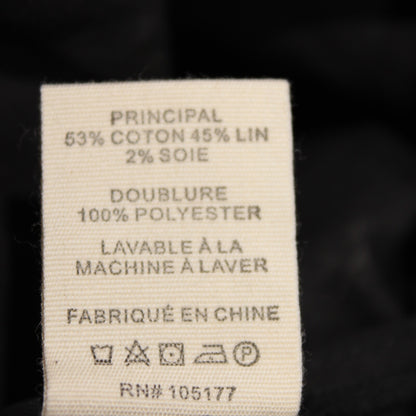 PRINCIPAL
53% COTON 45% LIN
2% SOIE
DOUBLURE
100% POLYESTER
LAVABLE À LA
MACHINE À LAVER
FABRIQUÉ EN CHINE
P
RN# 105177